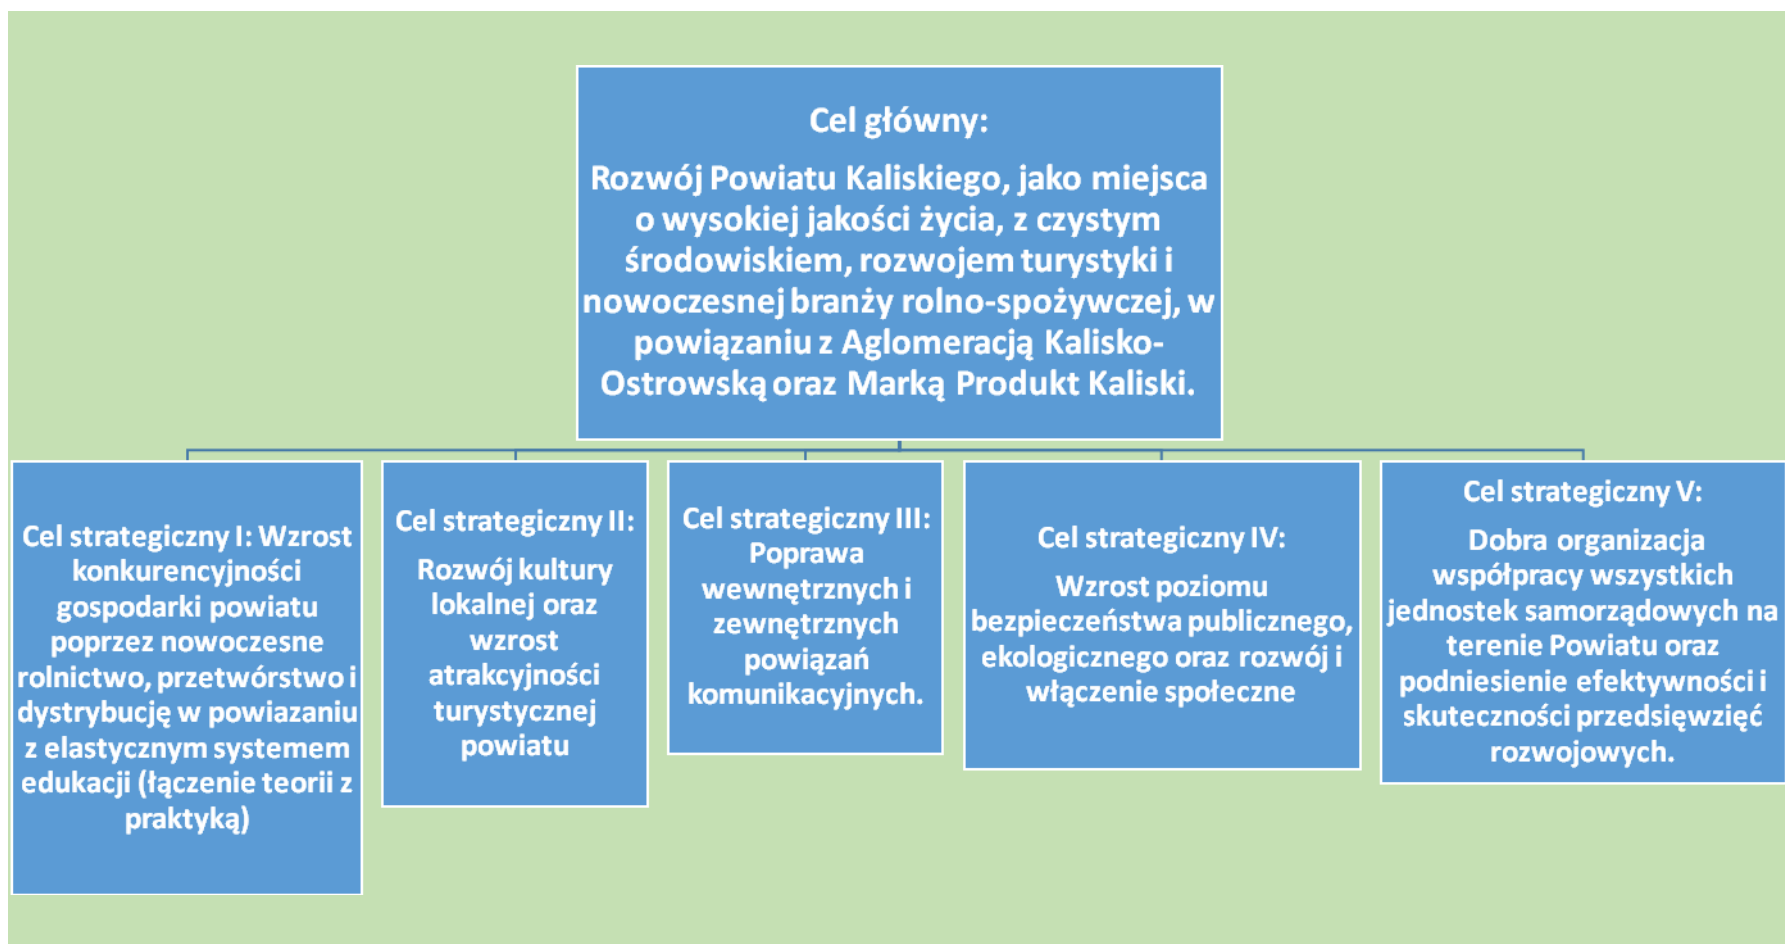 Cel główny:
Rozwój Powiatu Kaliskiego, jako miejsca
o wysokiej jakości życia, z czystym
środowiskiem, rozwojem turystyki i
nowoczesnej branży rolno-spożywczej, w
powiązaniu z Aglomeracją Kalisko-
Ostrowską oraz Marką Produkt Kaliski.
Cel strategiczny I: Wzrost
konkurencyjności
gospodarki powiatu
poprzez nowoczesne
rolnictwo, przetwórstwo i
dystrybucję w powiazaniu
z elastycznym systemem
edukacji (łączenie teorii z
praktyką)
Cel strategiczny II:
Rozwój kultury
lokalnej oraz
wzrost
atrakcyjności
turystycznej
powiatu
Cel strategiczny III:
Poprawa
wewnętrznych i
zewnętrznych
powiązań
komunikacyjnych.
Cel strategiczny IV:
Wzrost poziomu
bezpieczeństwa publicznego,
ekologicznego oraz rozwój i
włączenie społeczne
Cel strategiczny V:
Dobra organizacja
współpracy wszystkich
jednostek samorządowych na
terenie Powiatu oraz
podniesienie efektywności i
skuteczności przedsięwzięć
rozwojowych.